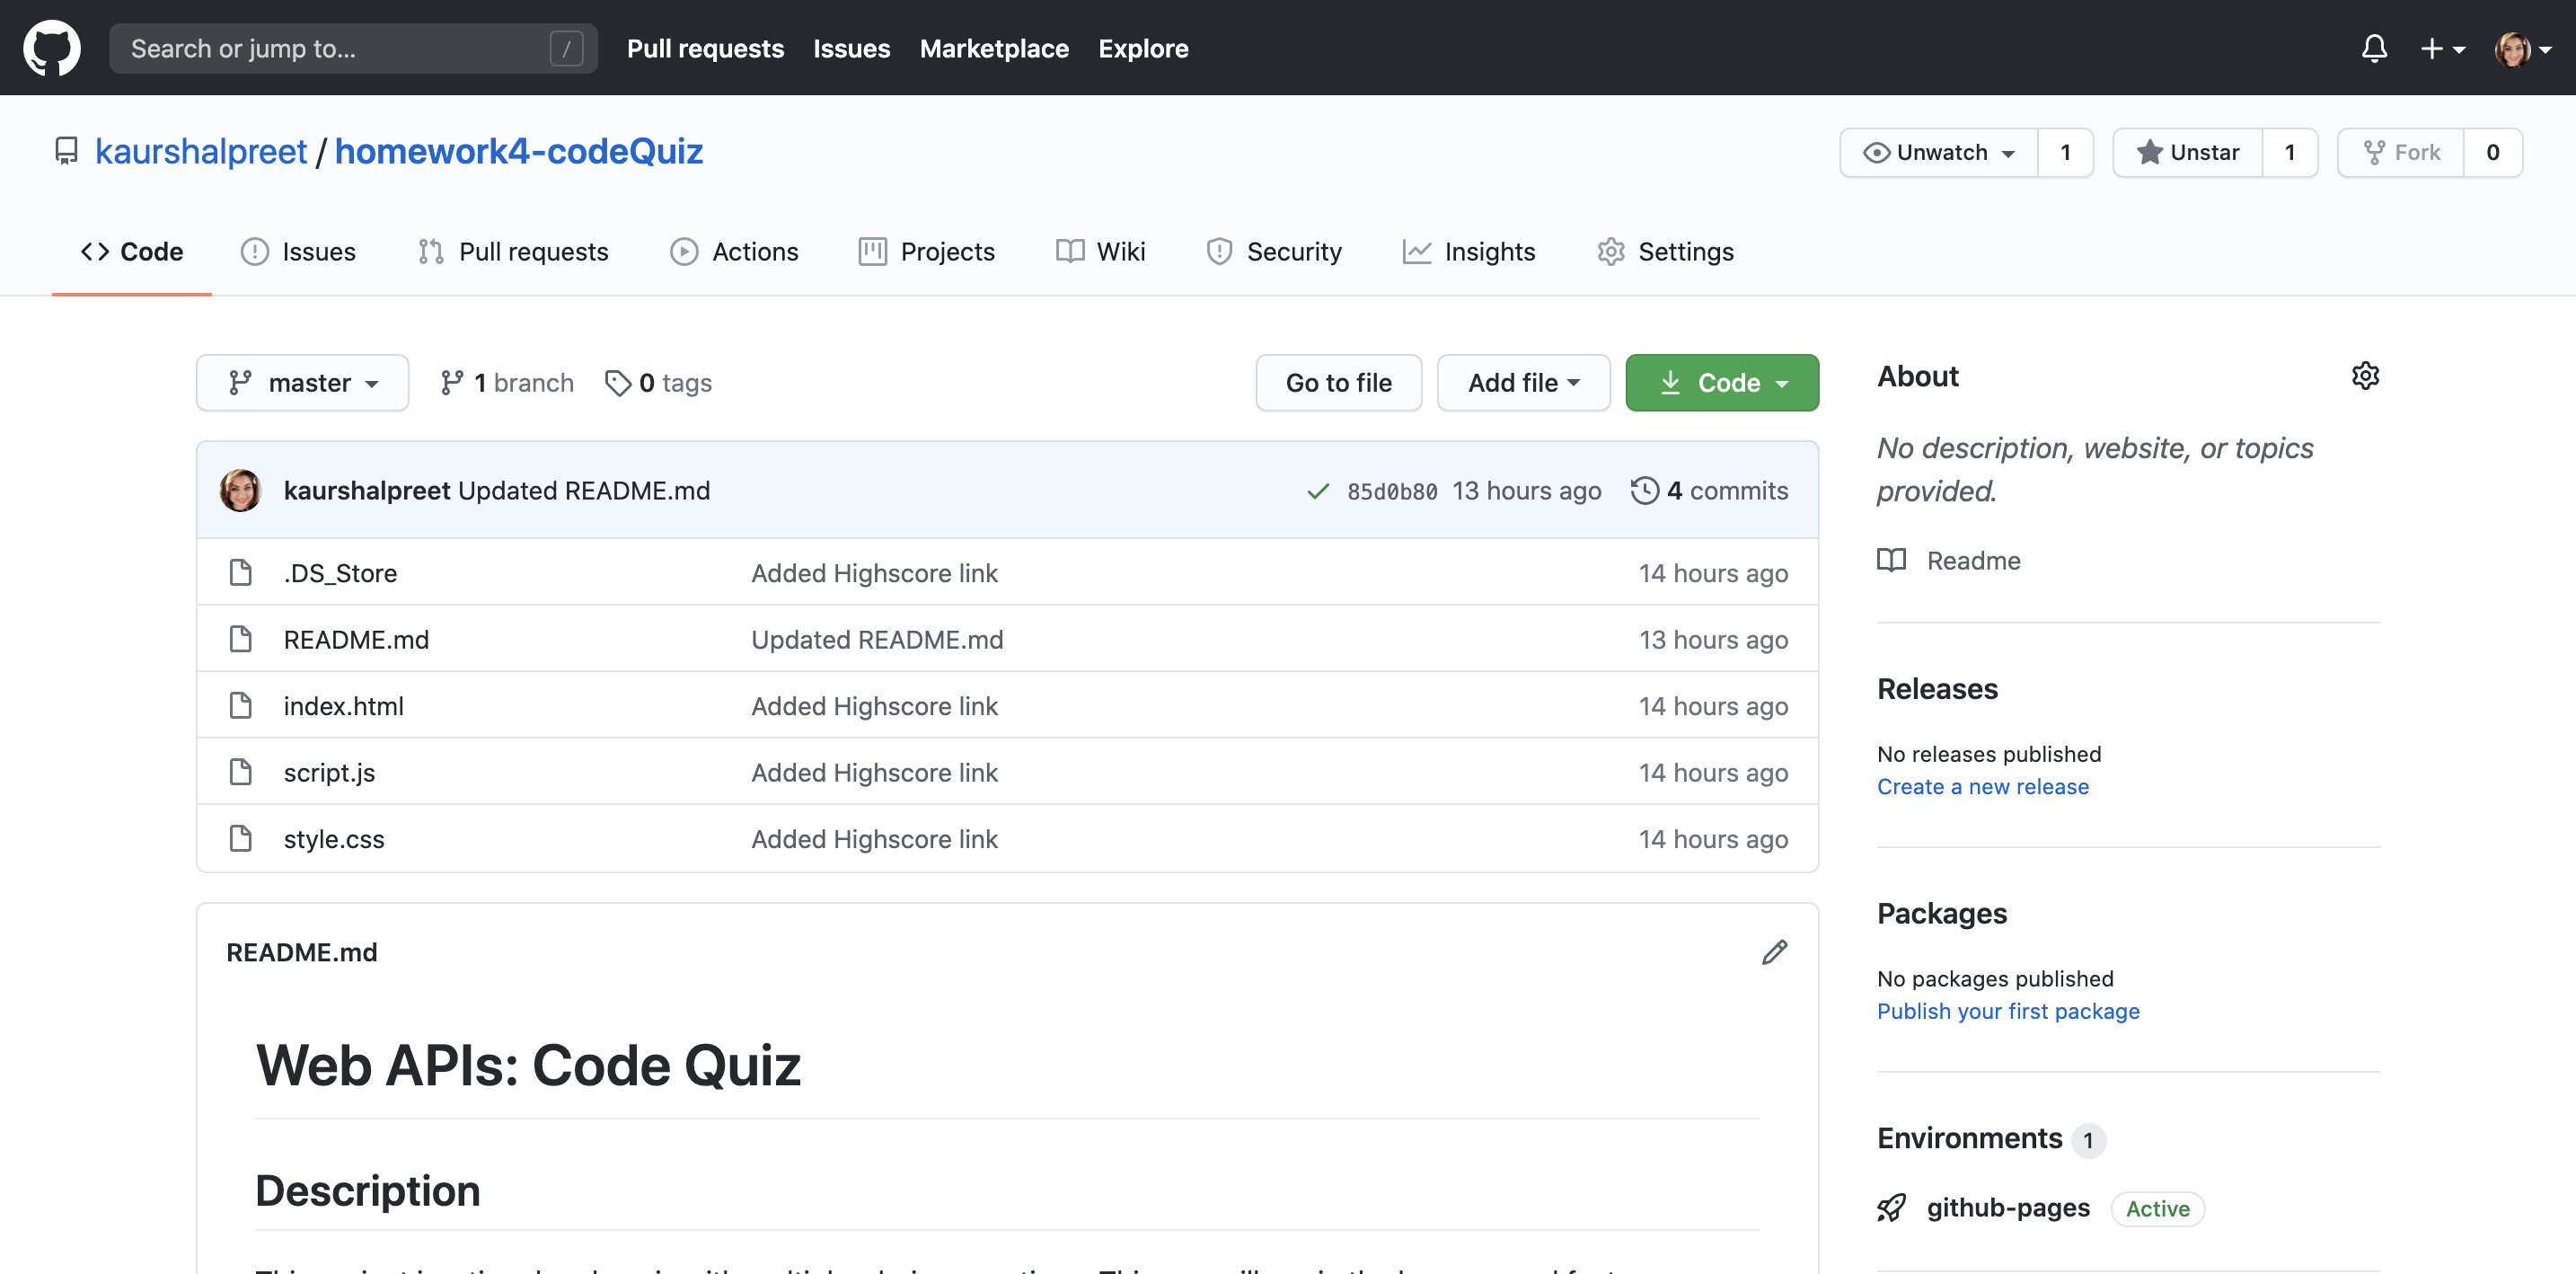 Search or jump to... / Pull requests Issues Marketplace Explore
kaurshalpreet / homework4-codeQuiz Unwatch 1 Unstar 1 Fork 0
Code Issues Pull requests Actions Projects Wiki Security Insights Settings
master 1 branch 0 tags Go to file Add file Code
kaurshalpreet Updated README.md 85d0b80 13 hours ago 4 commits
.DS_Store Added Highscore link 14 hours ago
README.md Updated README.md 13 hours ago
index.html Added Highscore link 14 hours ago
script.js Added Highscore link 14 hours ago
style.css Added Highscore link 14 hours ago
README.md
Web APIs: Code Quiz
Description
About
No description, website, or topics
provided.
Readme
Releases
No releases published
Create a new release
Packages
No packages published
Publish your first package
Environments 1
github-pages Active